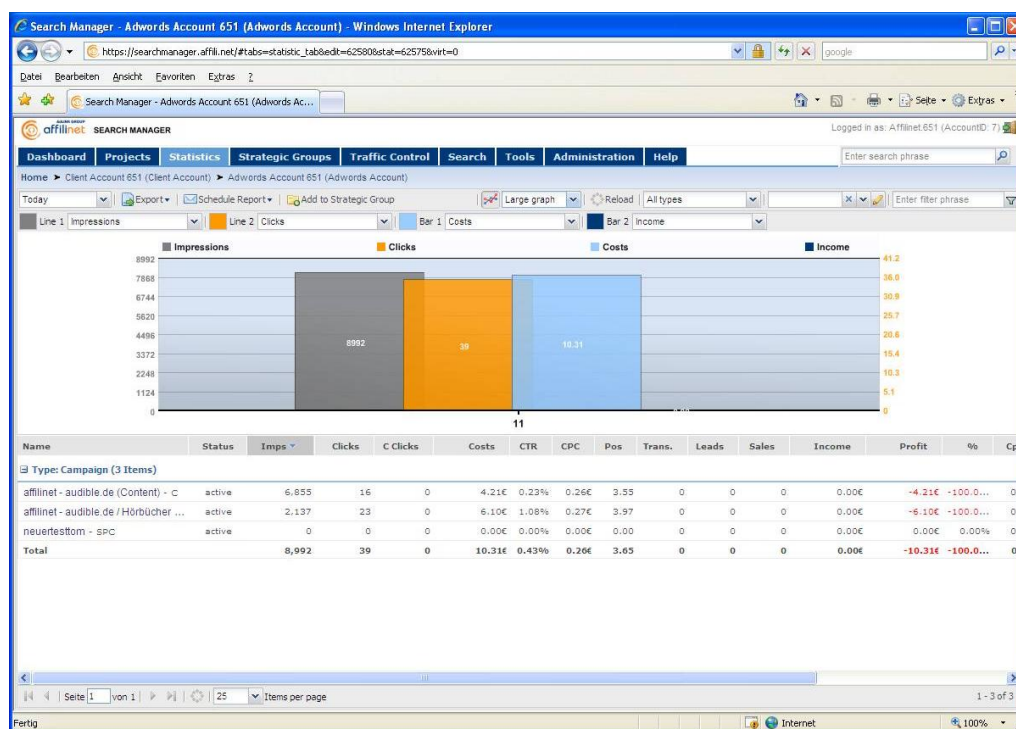 Search Manager - Adwords Account 651 (Adwords Account) - Windows Internet Explorer
https://searchmanager.affili.net/#tabs=statistic_tab&edit=62580&stat=62575&virt=0 google
Datei Bearbeiten Ansicht Favoriten Extras ?
Search Manager - Adwords Account 651 (Adwords Ac... Seite Extras
affilinet SEARCH MANAGER Logged in as: Affilinet.651 (AccountID: 7)
Dashboard Projects Statistics Strategic Groups Traffic Control Search Tools Administration Help Enter search phrase
Home ➤ Client Account 651 (Client Account) ➤ Adwords Account 651 (Adwords Account)
Today Export Schedule Report Add to Strategic Group Large graph Reload All types Enter filter phrase
Line 1 Impressions Line 2 Clicks Bar 1 Costs Bar 2 Income
Impressions Clicks Costs Income
8992 41.2
7868 36.0
6744 30.9
5620 25.7
4496 20.6
8992 39 10.31
3372 15.4
2248 10.3
1124 5.1
0 0.00 0
11
Name Status Imps Clicks C Clicks Costs CTR CPC Pos Trans. Leads Sales Income Profit %
Type: Campaign (3 Items)
affilinet - audible.de (Content) - C active 6,855 16 0 4.21€ 0.23% 0.26€ 3.55 0 0 0 0.00€ -4.21€ -100.0... 0
affilinet - audible.de / Hörbücher ... active 2,137 23 0 6.10€ 1.08% 0.27€ 3.97 0 0 0 0.00€ -6.10€ -100.0... 0
neuertesttom - SPC active 0 0 0 0.00€ 0.00% 0.00€ 0.00 0 0 0 0.00€ 0.00€ 0.00% 0
Total 8,992 39 0 10.31€ 0.43% 0.26€ 3.65 0 0 0 0.00€ -10.31€ -100.0... 0
Seite 1 von 1 25 Items per page 1 - 3 of 3
Fertig Internet 100%